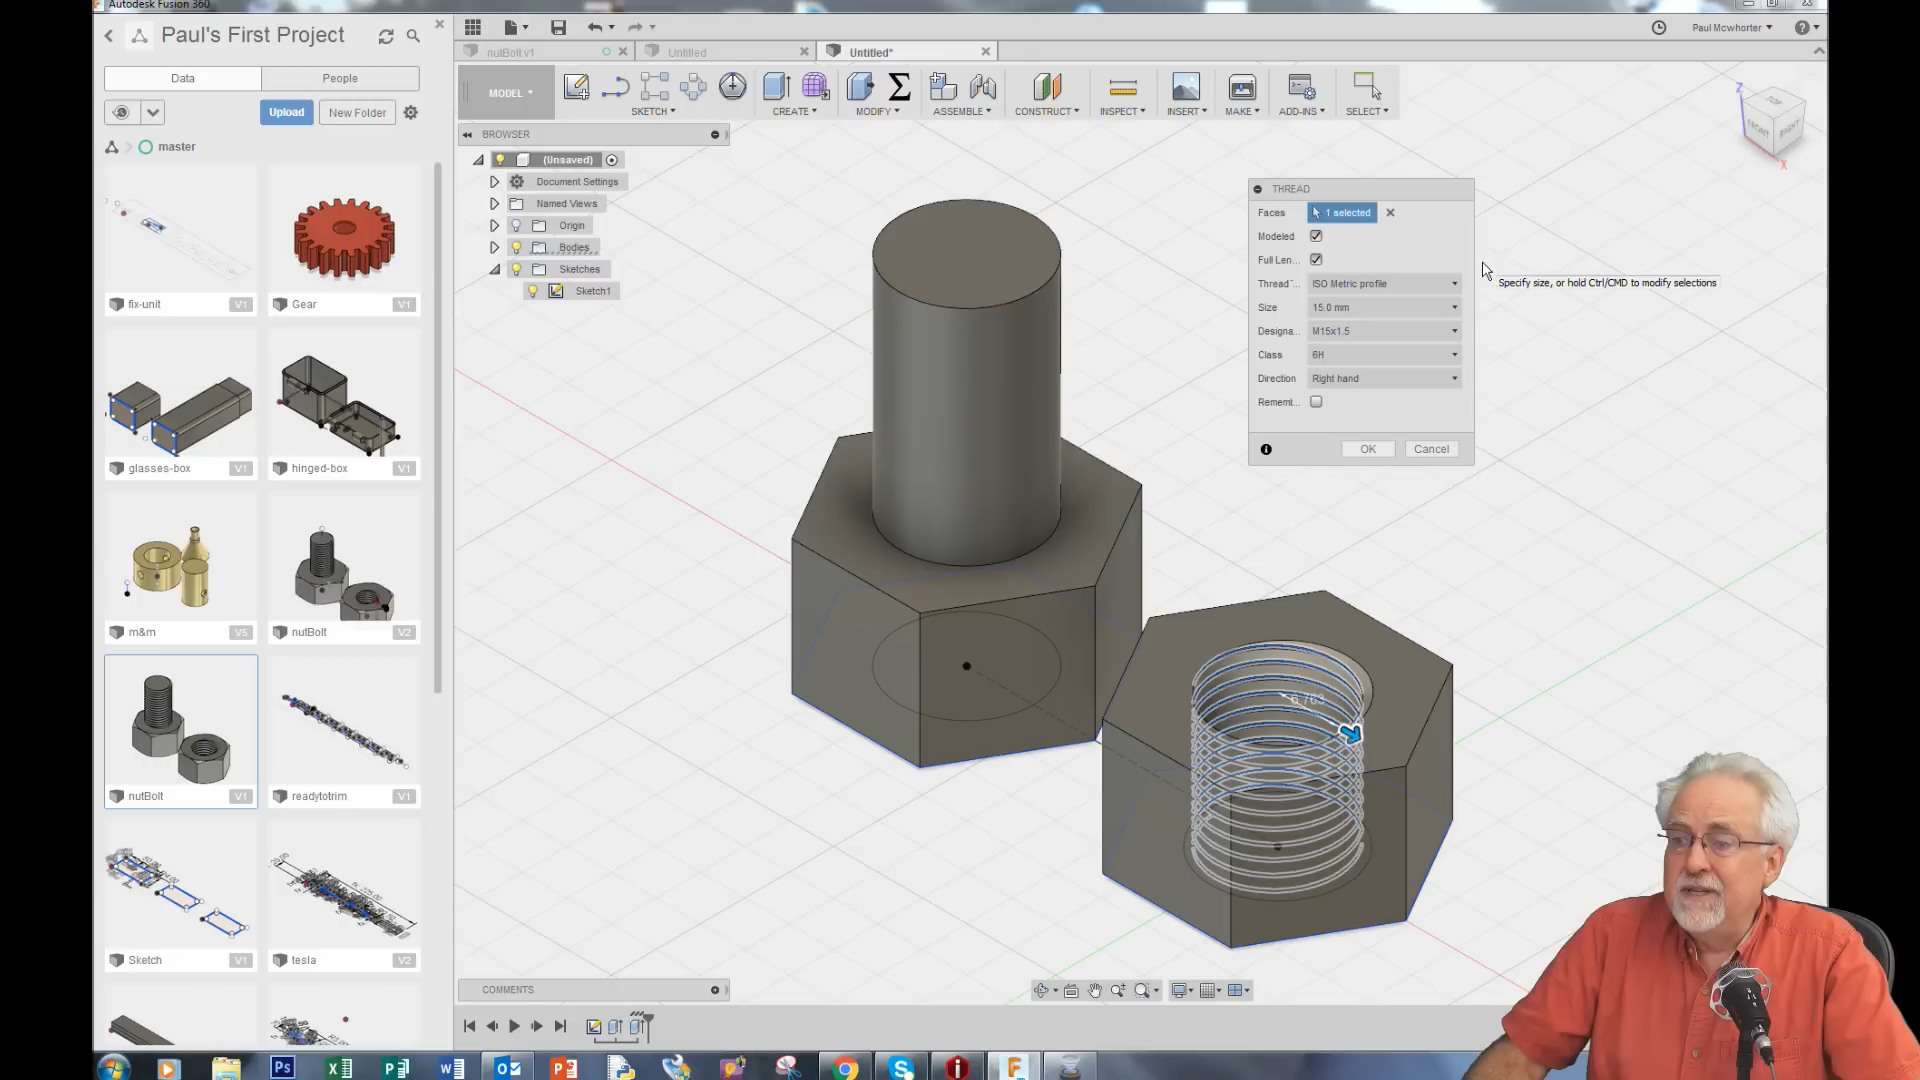 Autodesk Fusion 360
Paul's First Project
Data
People
Upload
New Folder
master
fix-unit V1
Gear V1
glasses-box V1
hinged-box V1
m&m V5
nutBolt V2
nutBolt V1
readytotrim V1
Sketch V1
tesla V2
nutBolt v1
Untitled
Untitled*
Paul Mcwhorter
MODEL
SKETCH
CREATE
MODIFY
ASSEMBLE
CONSTRUCT
INSPECT
INSERT
MAKE
ADD-INS
SELECT
BROWSER
(Unsaved)
Document Settings
Named Views
Origin
Bodies
Sketches
Sketch1
Z
TOP
FRONT
RIGHT
X
THREAD
Faces 1 selected
Modeled
Full Len...
Thread ... ISO Metric profile
Size 15.0 mm
Designa... M15x1.5
Class 6H
Direction Right hand
Rememt...
OK
Cancel
Specify size, or hold Ctrl/CMD to modify selections
COMMENTS